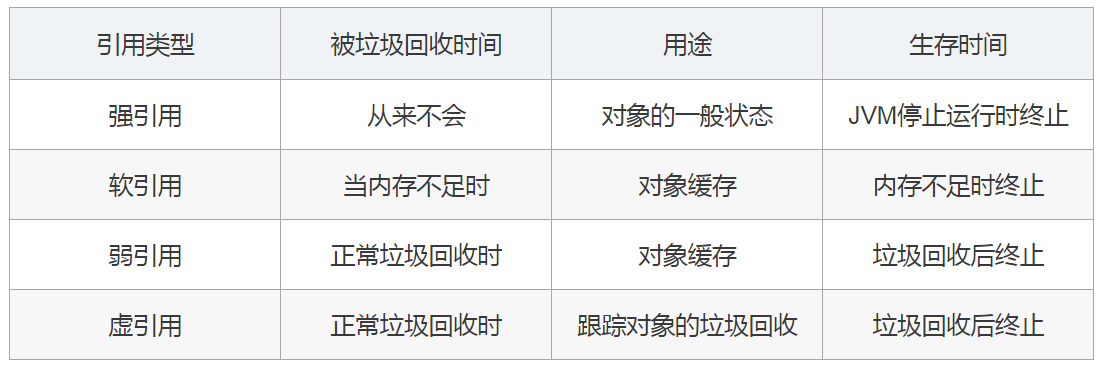 引用类型 被垃圾回收时间 用途 生存时间
强引用 从来不会 对象的一般状态 JVM停止运行时终止
软引用 当内存不足时 对象缓存 内存不足时终止
弱引用 正常垃圾回收时 对象缓存 垃圾回收后终止
虚引用 正常垃圾回收时 跟踪对象的垃圾回收 垃圾回收后终止